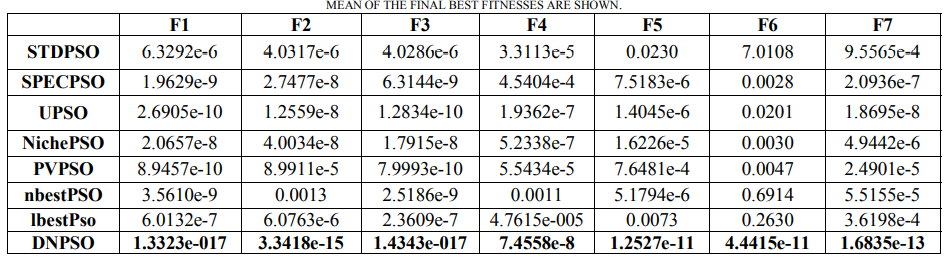 MEAN OF THE FINAL BEST FITNESSES ARE SHOWN.
F1 F2 F3 F4 F5 F6 F7
STDPSO 6.3292e-6 4.0317e-6 4.0286e-6 3.3113e-5 0.0230 7.0108 9.5565e-4
SPECPSO 1.9629e-9 2.7477e-8 6.3144e-9 4.5404e-4 7.5183e-6 0.0028 2.0936e-7
UPSO 2.6905e-10 1.2559e-8 1.2834e-10 1.9362e-7 1.4045e-6 0.0201 1.8695e-8
NichePSO 2.0657e-8 4.0034e-8 1.7915e-8 5.2338e-7 1.6226e-5 0.0030 4.9442e-6
PVPSO 8.9457e-10 8.9911e-5 7.9993e-10 5.5434e-5 7.6481e-4 0.0047 2.4901e-5
nbestPSO 3.5610e-9 0.0013 2.5186e-9 0.0011 5.1794e-6 0.6914 5.5155e-5
lbestPso 6.0132e-7 6.0763e-6 2.3609e-7 4.7615e-005 0.0073 0.2630 3.6198e-4
DNPSO 1.3323e-017 3.3418e-15 1.4343e-017 7.4558e-8 1.2527e-11 4.4415e-11 1.6835e-13